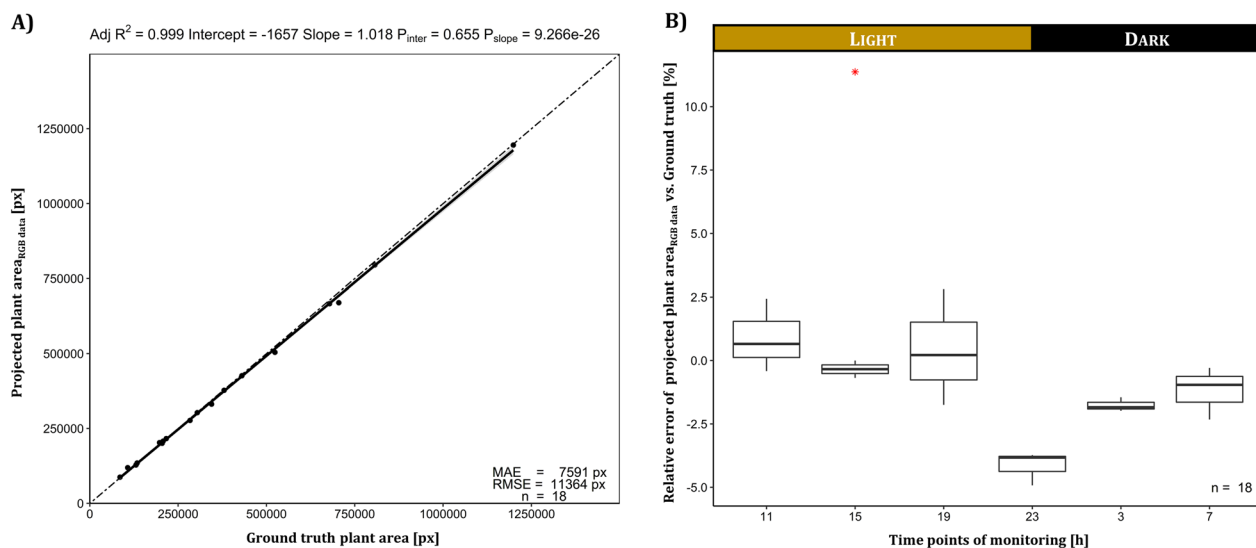 A)
Adj R² = 0.999 Intercept = -1657 Slope = 1.018 P_inter = 0.655 P_slope = 9.266e-26
Projected plant area_RGB data [px]
1250000
1000000
750000
500000
250000
0
MAE = 7591 px
RMSE = 11364 px
n = 18
0 250000 500000 750000 1000000 1250000
Ground truth plant area [px]
B)
LIGHT DARK
Relative error of projected plant area_RGB data vs. Ground truth [%]
10.0
7.5
5.0
2.5
0.0
-2.5
-5.0
*
n = 18
11 15 19 23 3 7
Time points of monitoring [h]